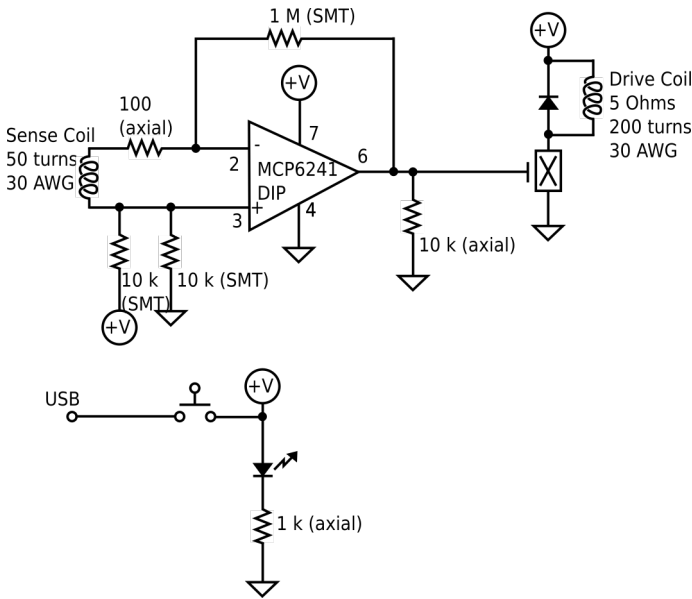 1 M (SMT)
+V
100
(axial)
Sense Coil
50 turns
30 AWG
+V
7
-
2
MCP6241
DIP
6
+
3
4
Drive Coil
5 Ohms
200 turns
30 AWG
10 k
(SMT)
10 k (SMT)
10 k (axial)
+V
USB
+V
1 k (axial)